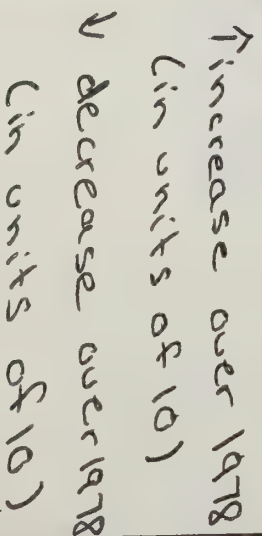 ↑ increase over 1978
(in units of 10)
↓ decrease over 1978
(in units of 10)